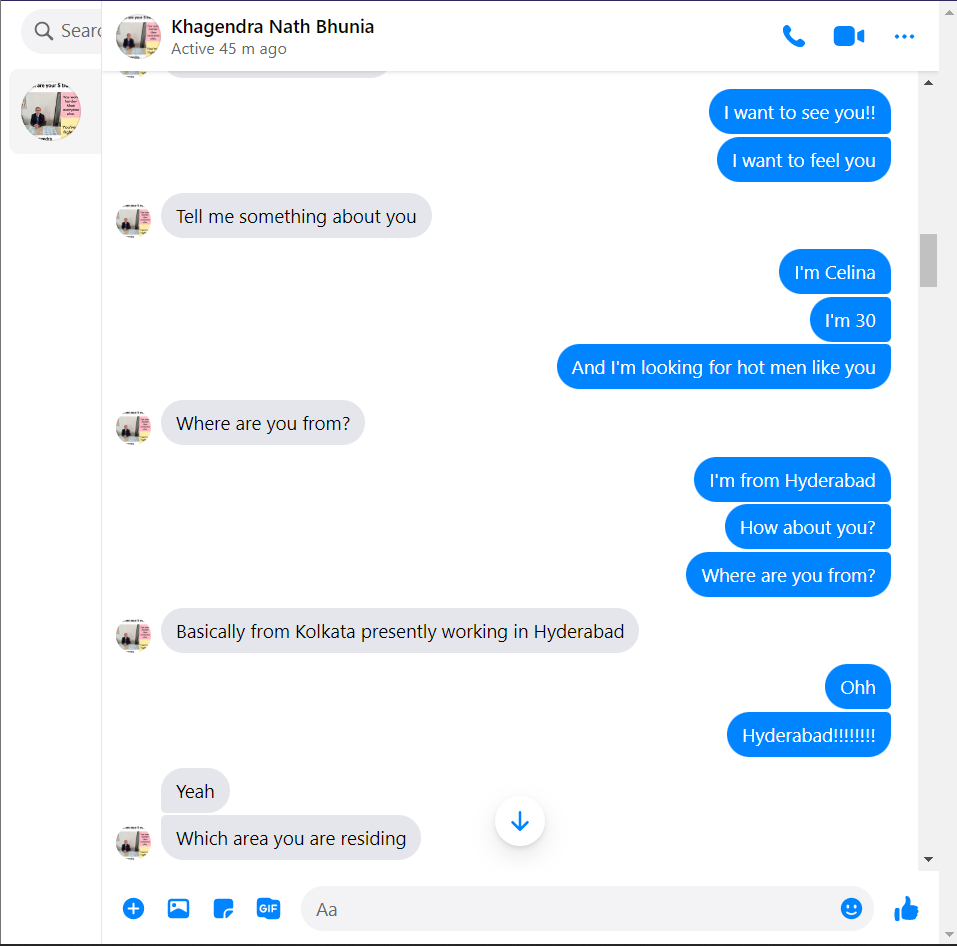 Searc
Khagendra Nath Bhunia
Active 45 m ago
I want to see you!!
I want to feel you
Tell me something about you
I'm Celina
I'm 30
And I'm looking for hot men like you
Where are you from?
I'm from Hyderabad
How about you?
Where are you from?
Basically from Kolkata presently working in Hyderabad
Ohh
Hyderabad!!!!!!!!
Yeah
Which area you are residing
GIF
Aa